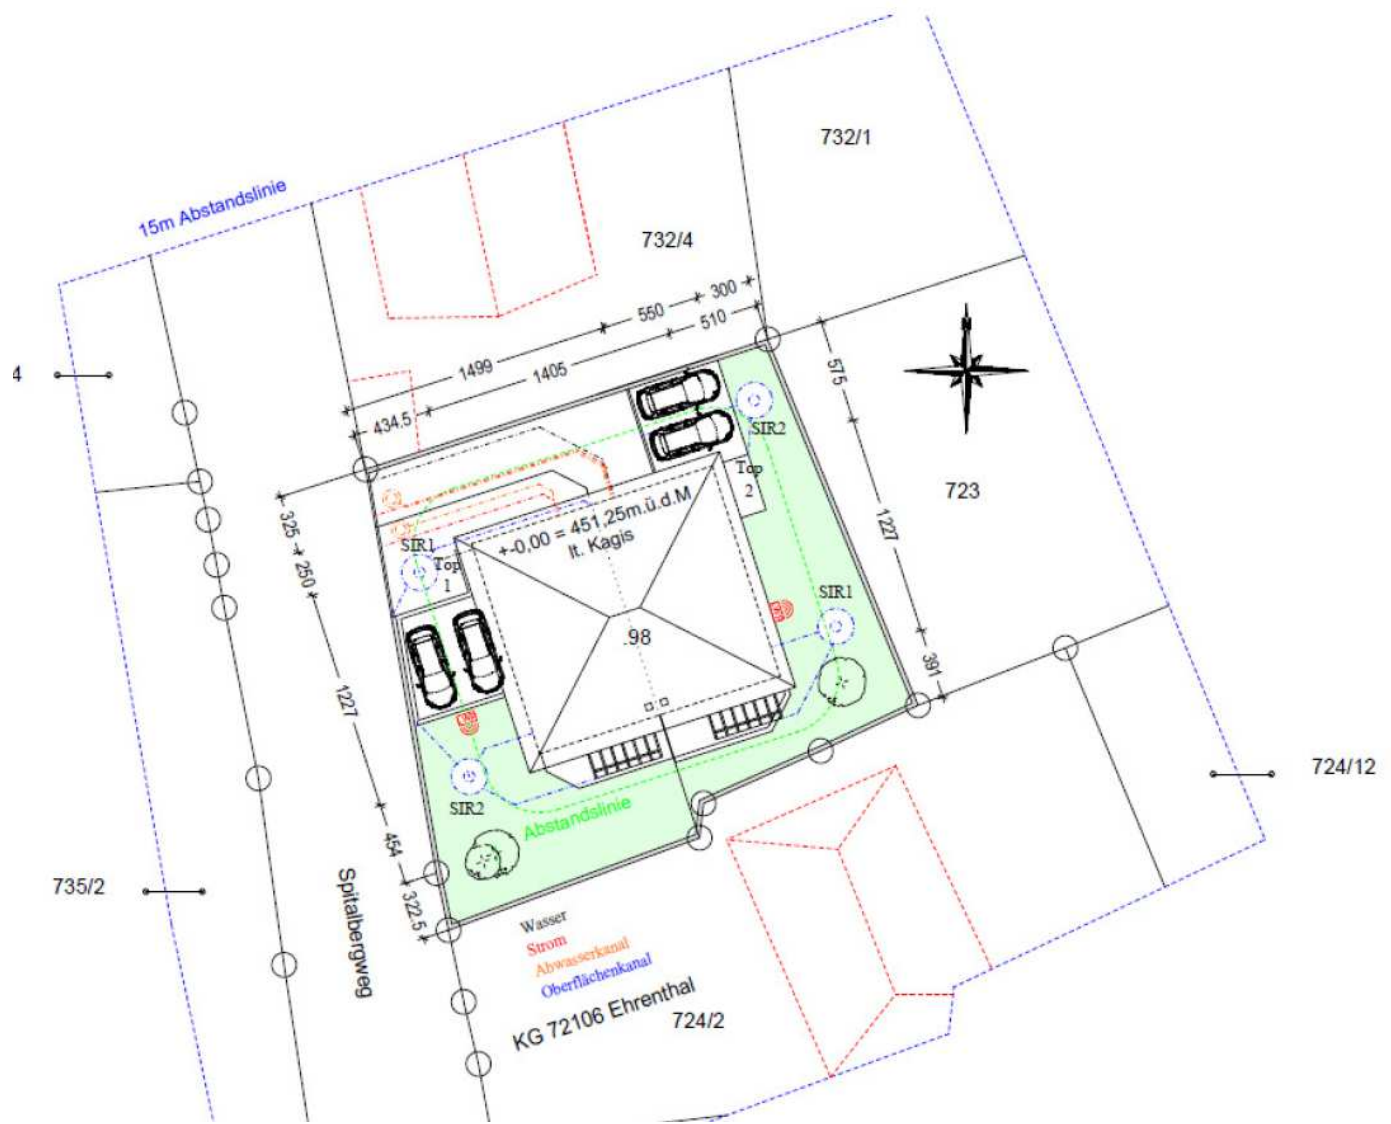 732/1
15m Abstandslinie
732/4
N
300
550
510
1499
1405
434.5
575
4
SIR2
Top
2
723
+-0,00 = 451,25m.ü.d.M
lt. Kagis
325
250
SIR1
Top
1
1227
SIR1
.98
391
1227
724/12
SIR2
Abstandslinie
454
322.5
735/2
Spitalbergweg
Wasser
Strom
Abwasserkanal
Oberflächenkanal
KG 72106 Ehrenthal
724/2